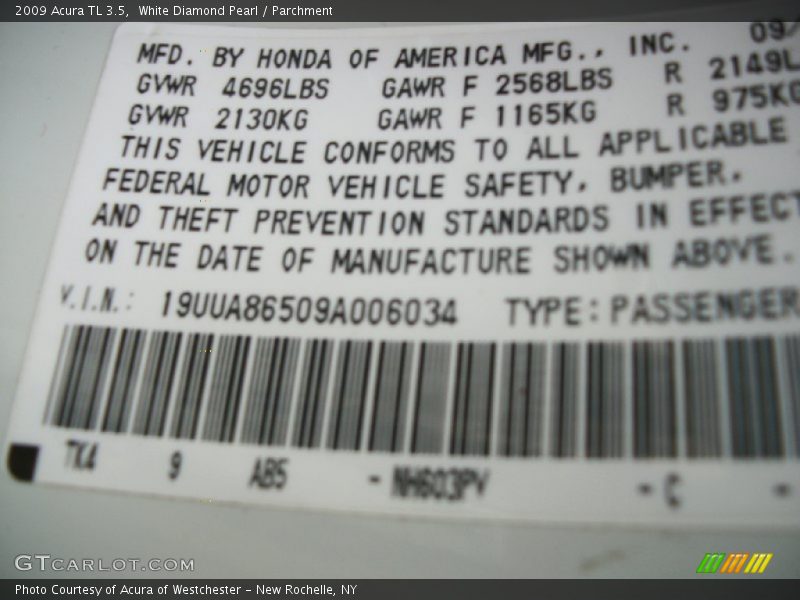 2009 Acura TL 3.5,  White Diamond Pearl / Parchment
09/
MFD. BY HONDA OF AMERICA MFG., INC.
GVWR 4696LBS GAWR F 2568LBS R 2149L
GVWR 2130KG GAWR F 1165KG R 975KG
THIS VEHICLE CONFORMS TO ALL APPLICABLE
FEDERAL MOTOR VEHICLE SAFETY, BUMPER,
AND THEFT PREVENTION STANDARDS IN EFFECT
ON THE DATE OF MANUFACTURE SHOWN ABOVE.
V.I.N.: 19UUA86509A006034 TYPE: PASSENGER
TK4 9 AB5 - NH603PV - C -
GTCARLOT.COM
Photo Courtesy of Acura of Westchester - New Rochelle, NY